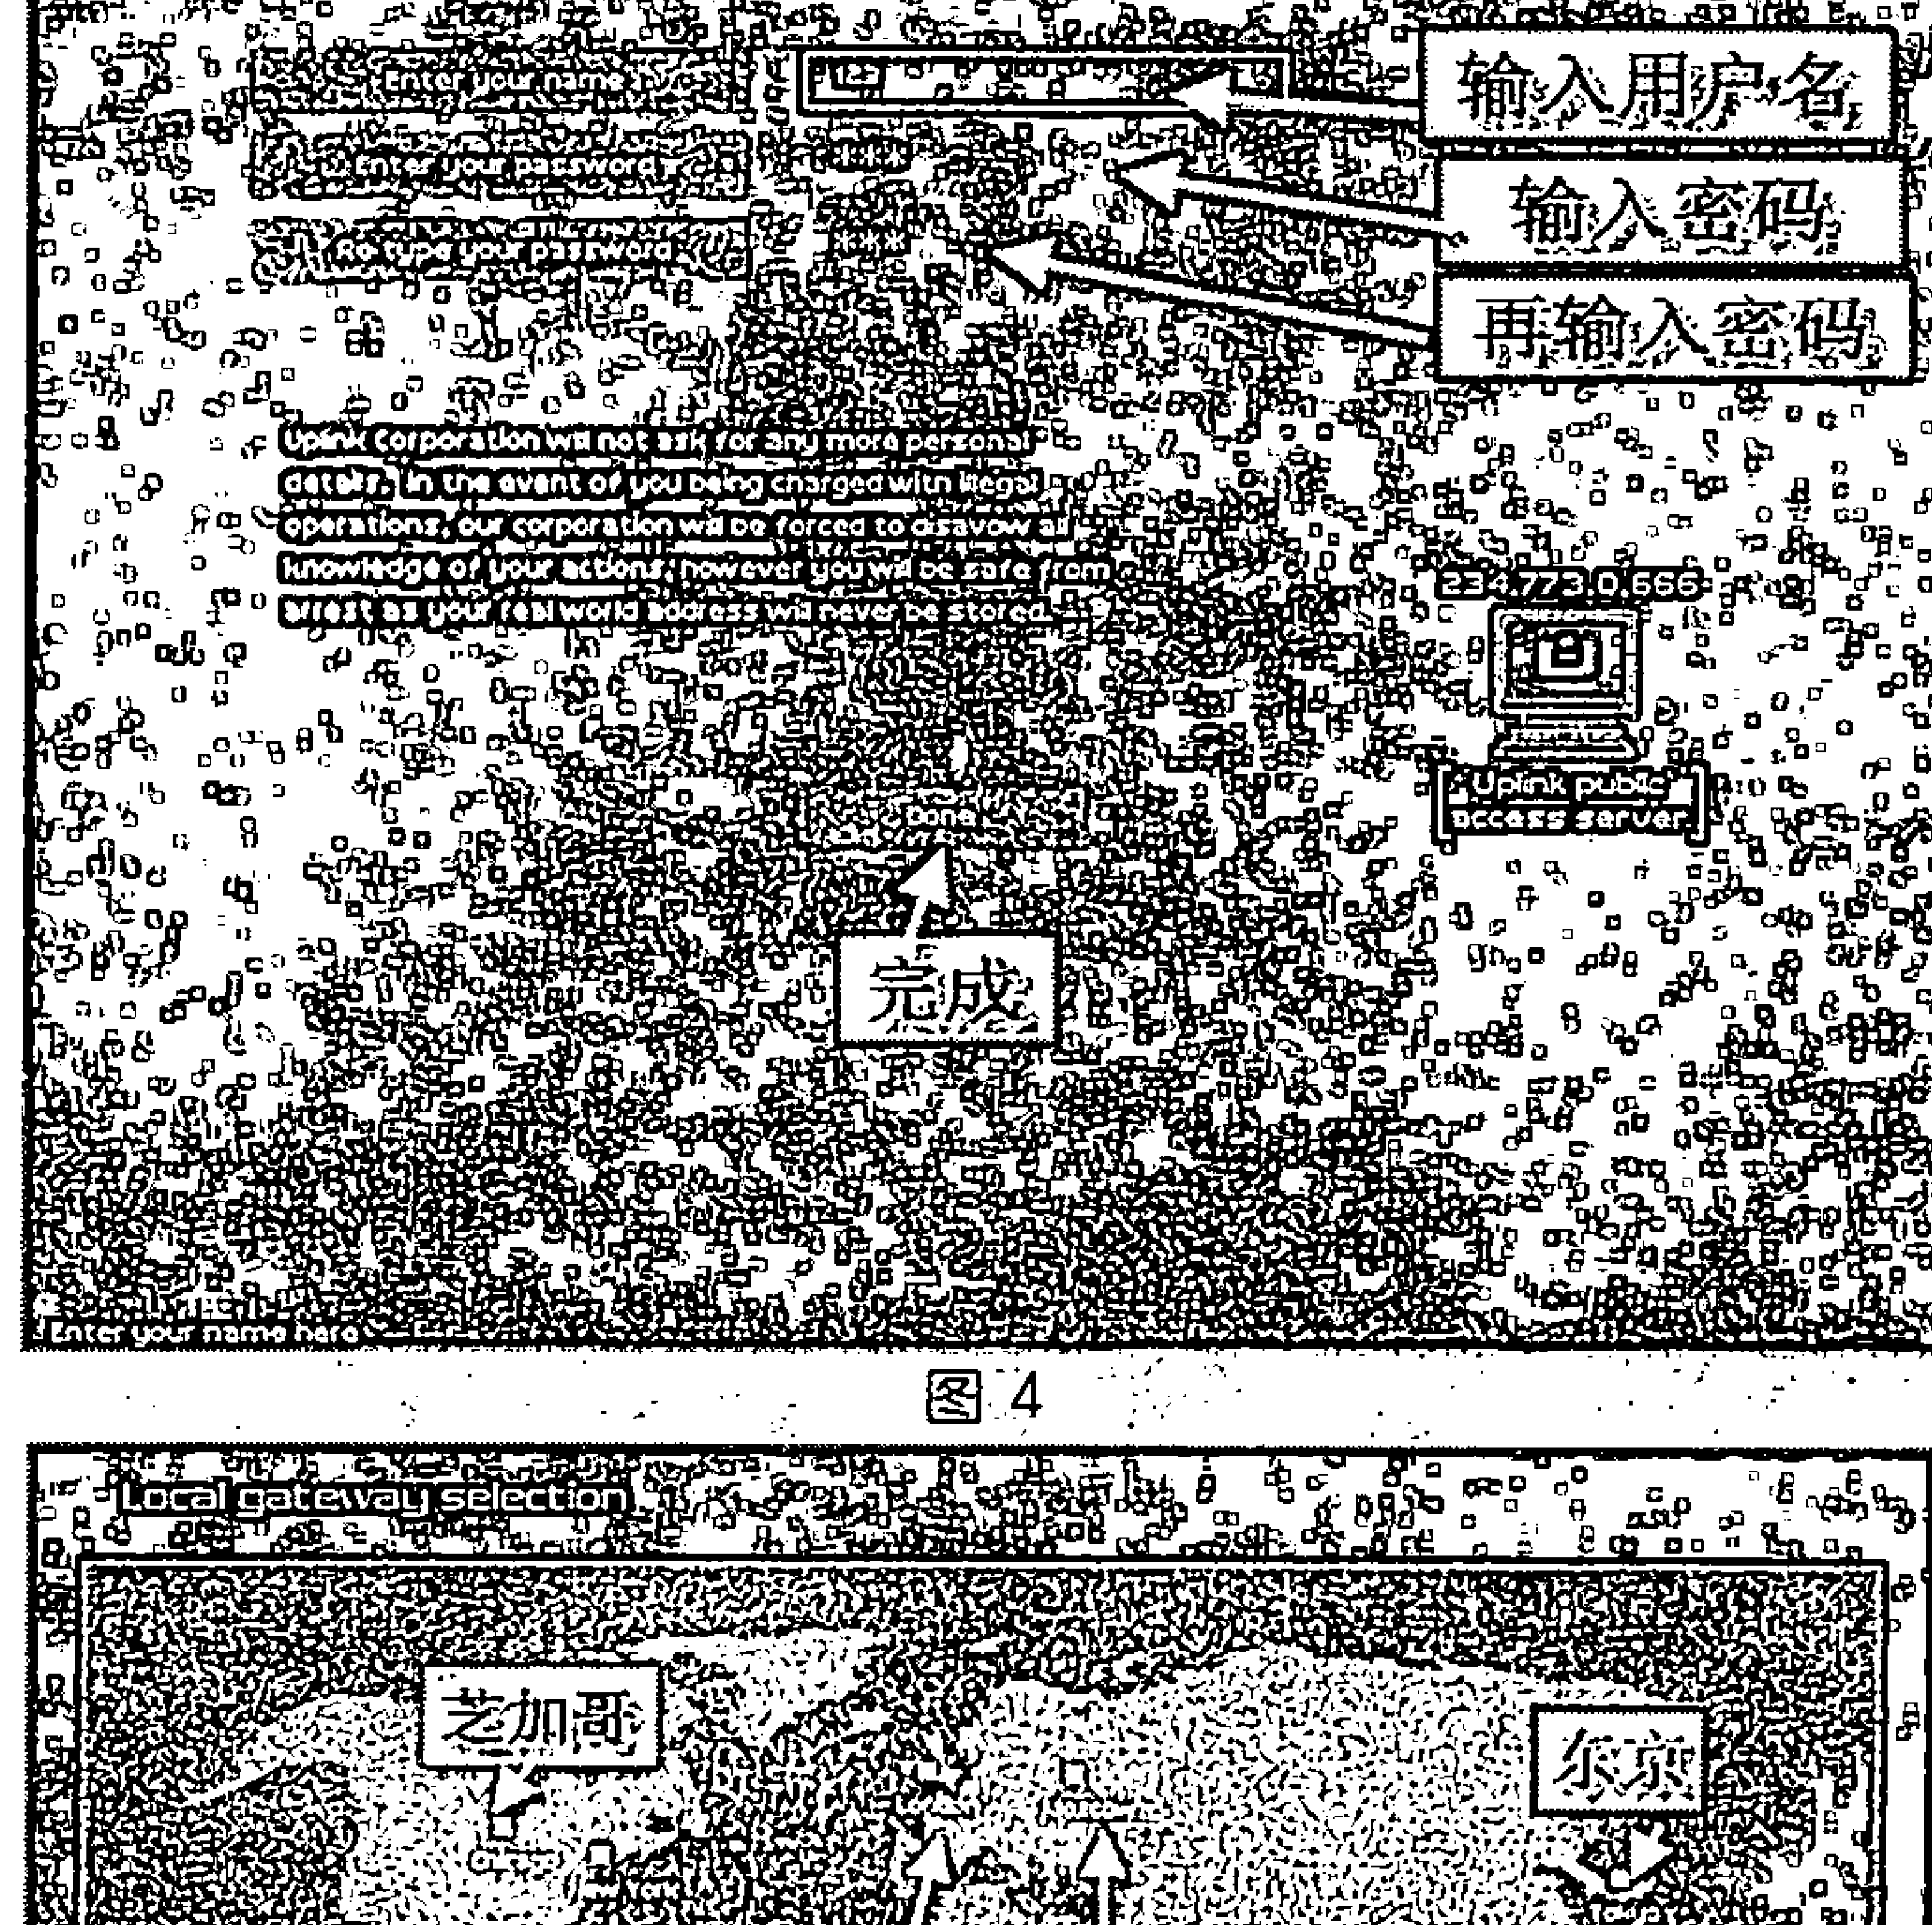 Enter your name
输入用户名
Enter your password
***
输入密码
Re type your password
***
再输入密码
Uplink Corporation will not ask for any more personal
details. In the event of you being charged with illegal
operations, our corporation will be forced to disavow all
knowledge of your actions; however you will be safe from
arrest as your real world address will never be stored.
234.773.0.666
Uplink public
access server
Done
完成
Enter your name here
图 4
Local gateway selection
芝加哥
东京